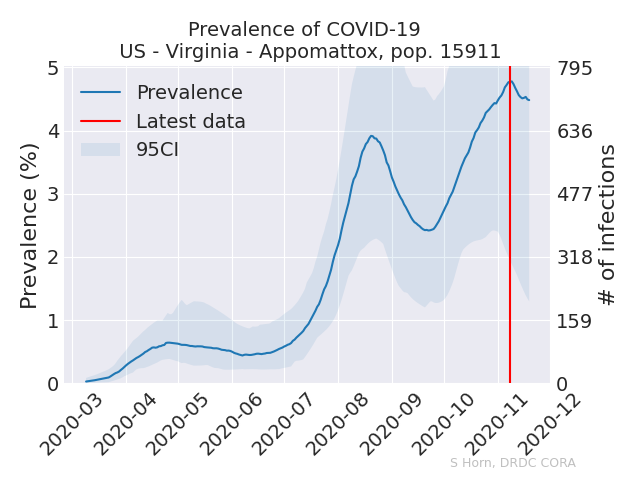 Prevalence of COVID-19
US - Virginia - Appomattox, pop. 15911
Prevalence
Latest data
95CI
Prevalence (%)
5
4
3
2
1
0
795
636
477
318
159
0
# of infections
2020-03
2020-04
2020-05
2020-06
2020-07
2020-08
2020-09
2020-10
2020-11
2020-12
S Horn, DRDC CORA